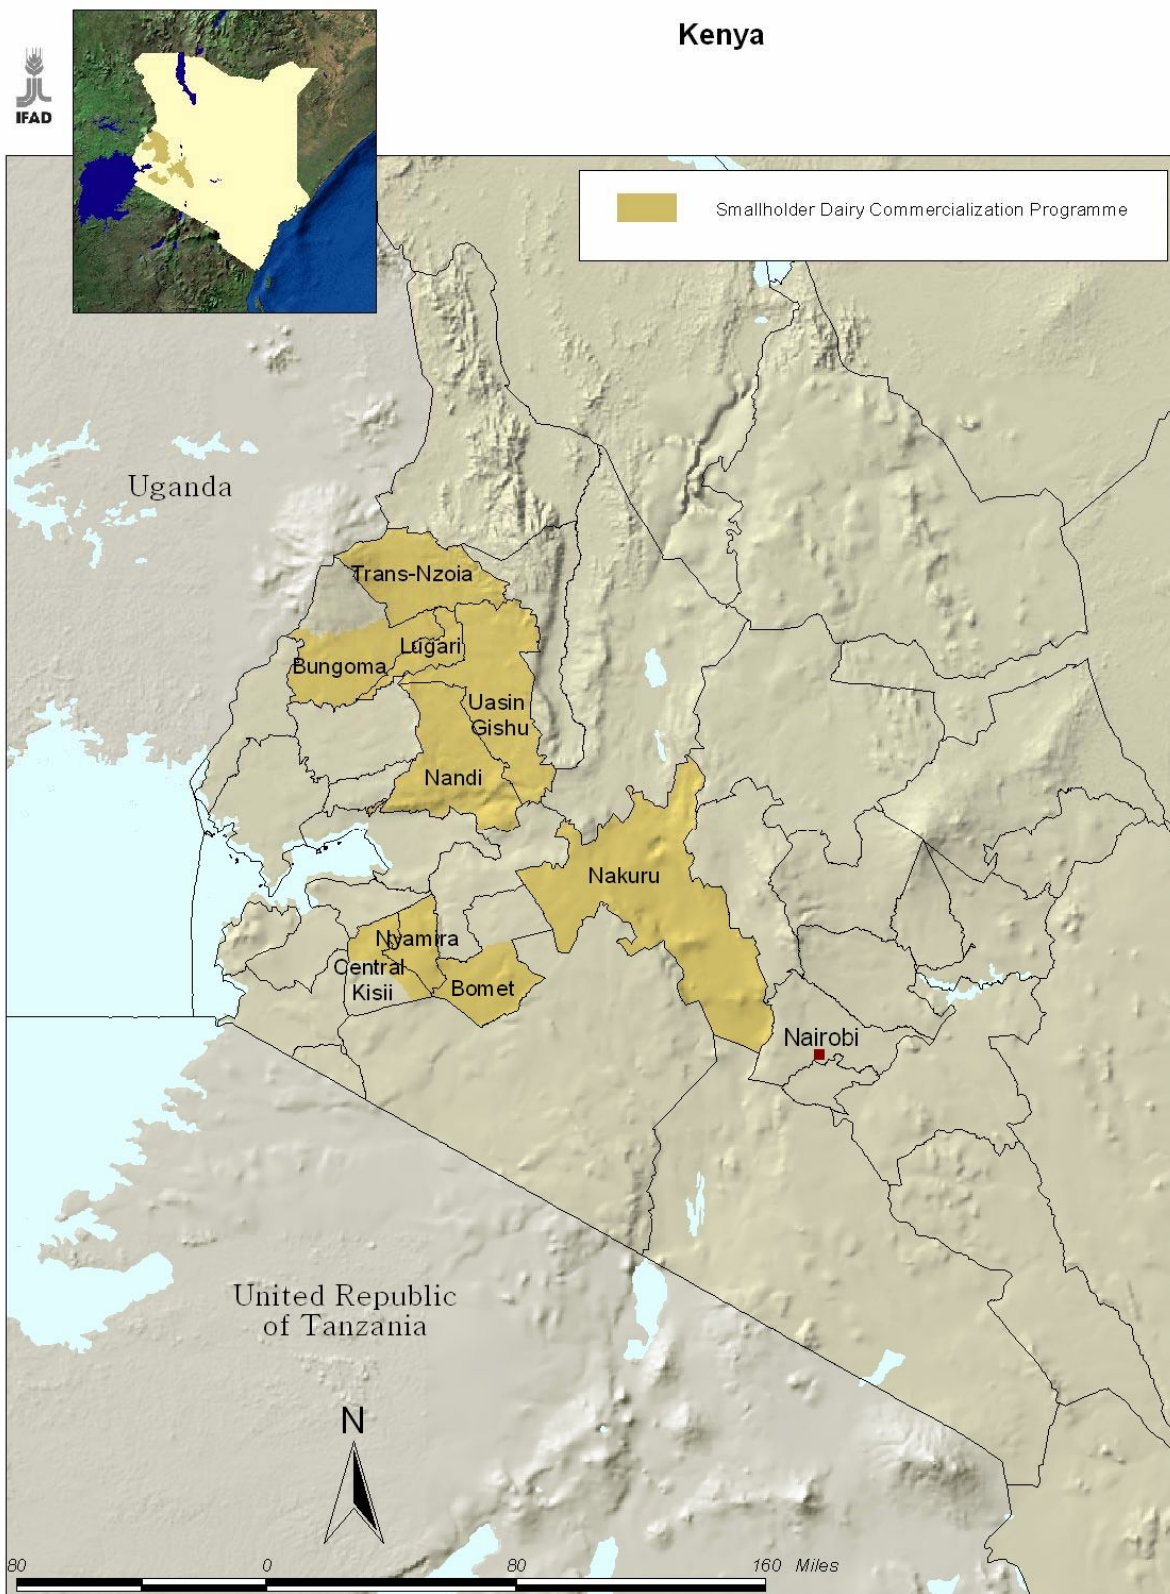 Kenya
IFAD
Smallholder Dairy Commercialization Programme
Uganda
Trans-Nzoia
Lugari
Bungoma
Uasin
Gishu
Nandi
Nakuru
Nyamira
Central
Kisii
Bomet
Nairobi
United Republic
of Tanzania
N
80 0 80 160 Miles